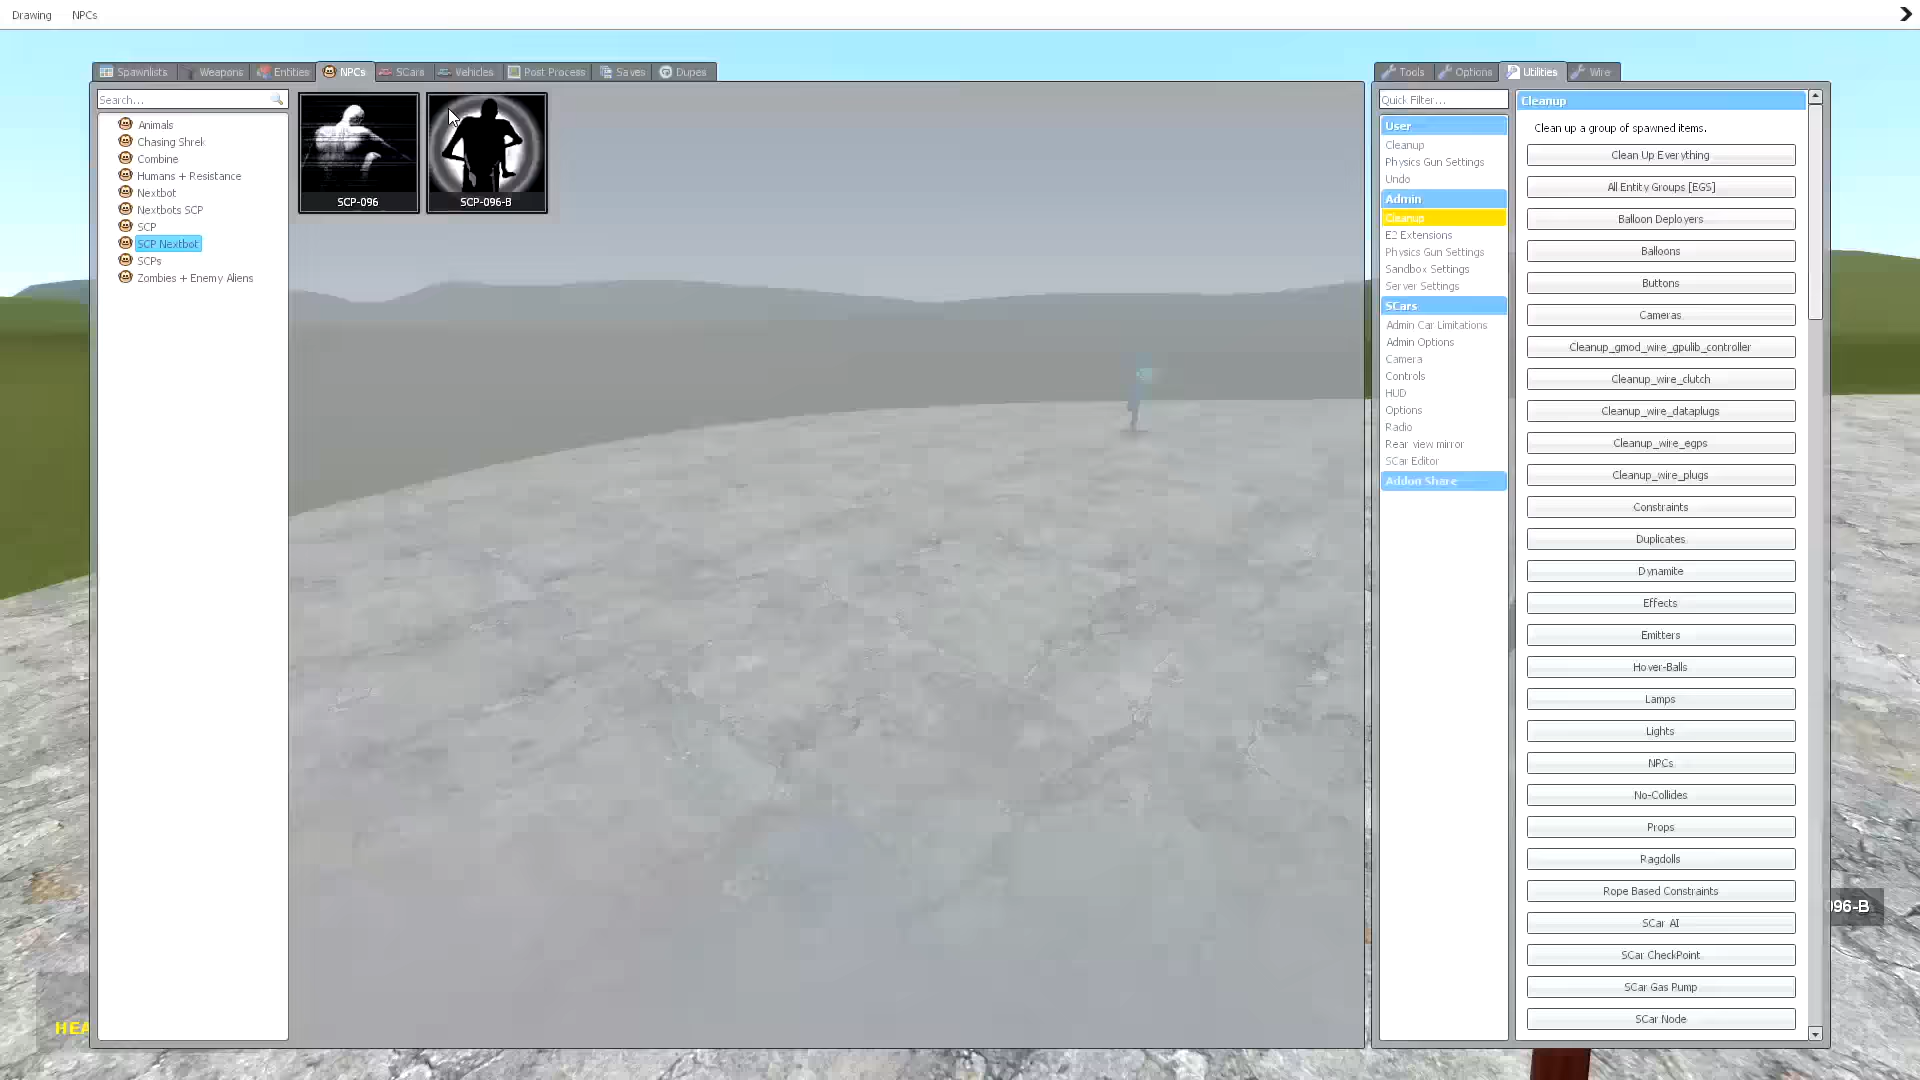 Drawing NPCs
Spawnlists Weapons Entities NPCs SCars Vehicles Post Process Saves Dupes
Search...
Animals
Chasing Shrek
Combine
Humans + Resistance
Nextbot
Nextbots SCP
SCP
SCP Nextbot
SCPs
Zombies + Enemy Aliens
SCP-096
SCP-096-B
Tools Options Utilities Wire
Quick Filter...
User
Cleanup
Physics Gun Settings
Undo
Admin
Cleanup
E2 Extensions
Physics Gun Settings
Sandbox Settings
Server Settings
SCars
Admin Car Limitations
Admin Options
Camera
Controls
HUD
Options
Radio
Rear view mirror
SCar Editor
Addon Share
Cleanup
Clean up a group of spawned items.
Clean Up Everything
All Entity Groups [EGS]
Balloon Deployers
Balloons
Buttons
Cameras
Cleanup_gmod_wire_gpulib_controller
Cleanup_wire_clutch
Cleanup_wire_dataplugs
Cleanup_wire_egps
Cleanup_wire_plugs
Constraints
Duplicates
Dynamite
Effects
Emitters
Hover-Balls
Lamps
Lights
NPCs
No-Collides
Props
Ragdolls
Rope Based Constraints
SCar AI
SCar CheckPoint
SCar Gas Pump
SCar Node
096-B
HEA